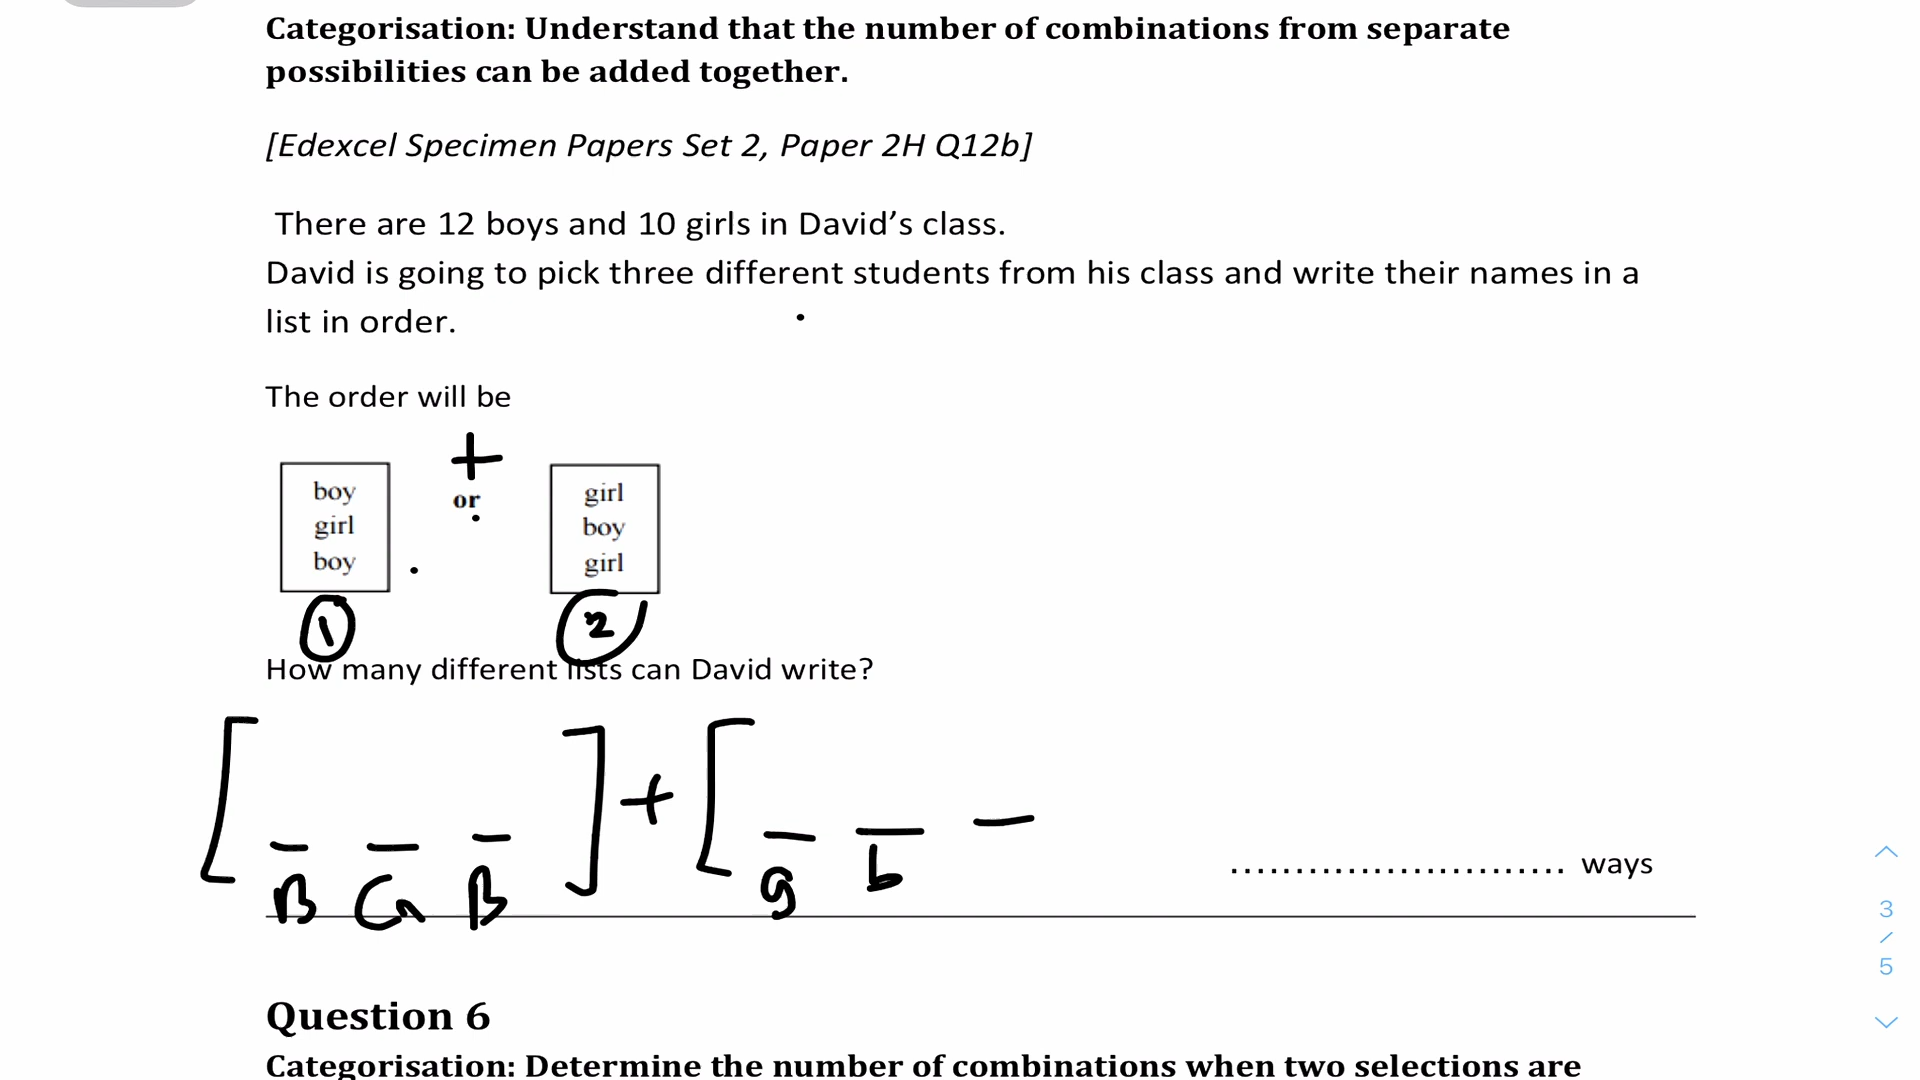 Categorisation: Understand that the number of combinations from separate
possibilities can be added together.
[Edexcel Specimen Papers Set 2, Paper 2H Q12b]
There are 12 boys and 10 girls in David’s class.
David is going to pick three different students from his class and write their names in a
list in order.
The order will be
+
boy
girl
boy
or
girl
boy
girl
1
2
How many different lists can David write?
[ _ _ _ ] + [ _ _ _
B G B g b
........................... ways
3
/
5
Question 6
Categorisation: Determine the number of combinations when two selections are